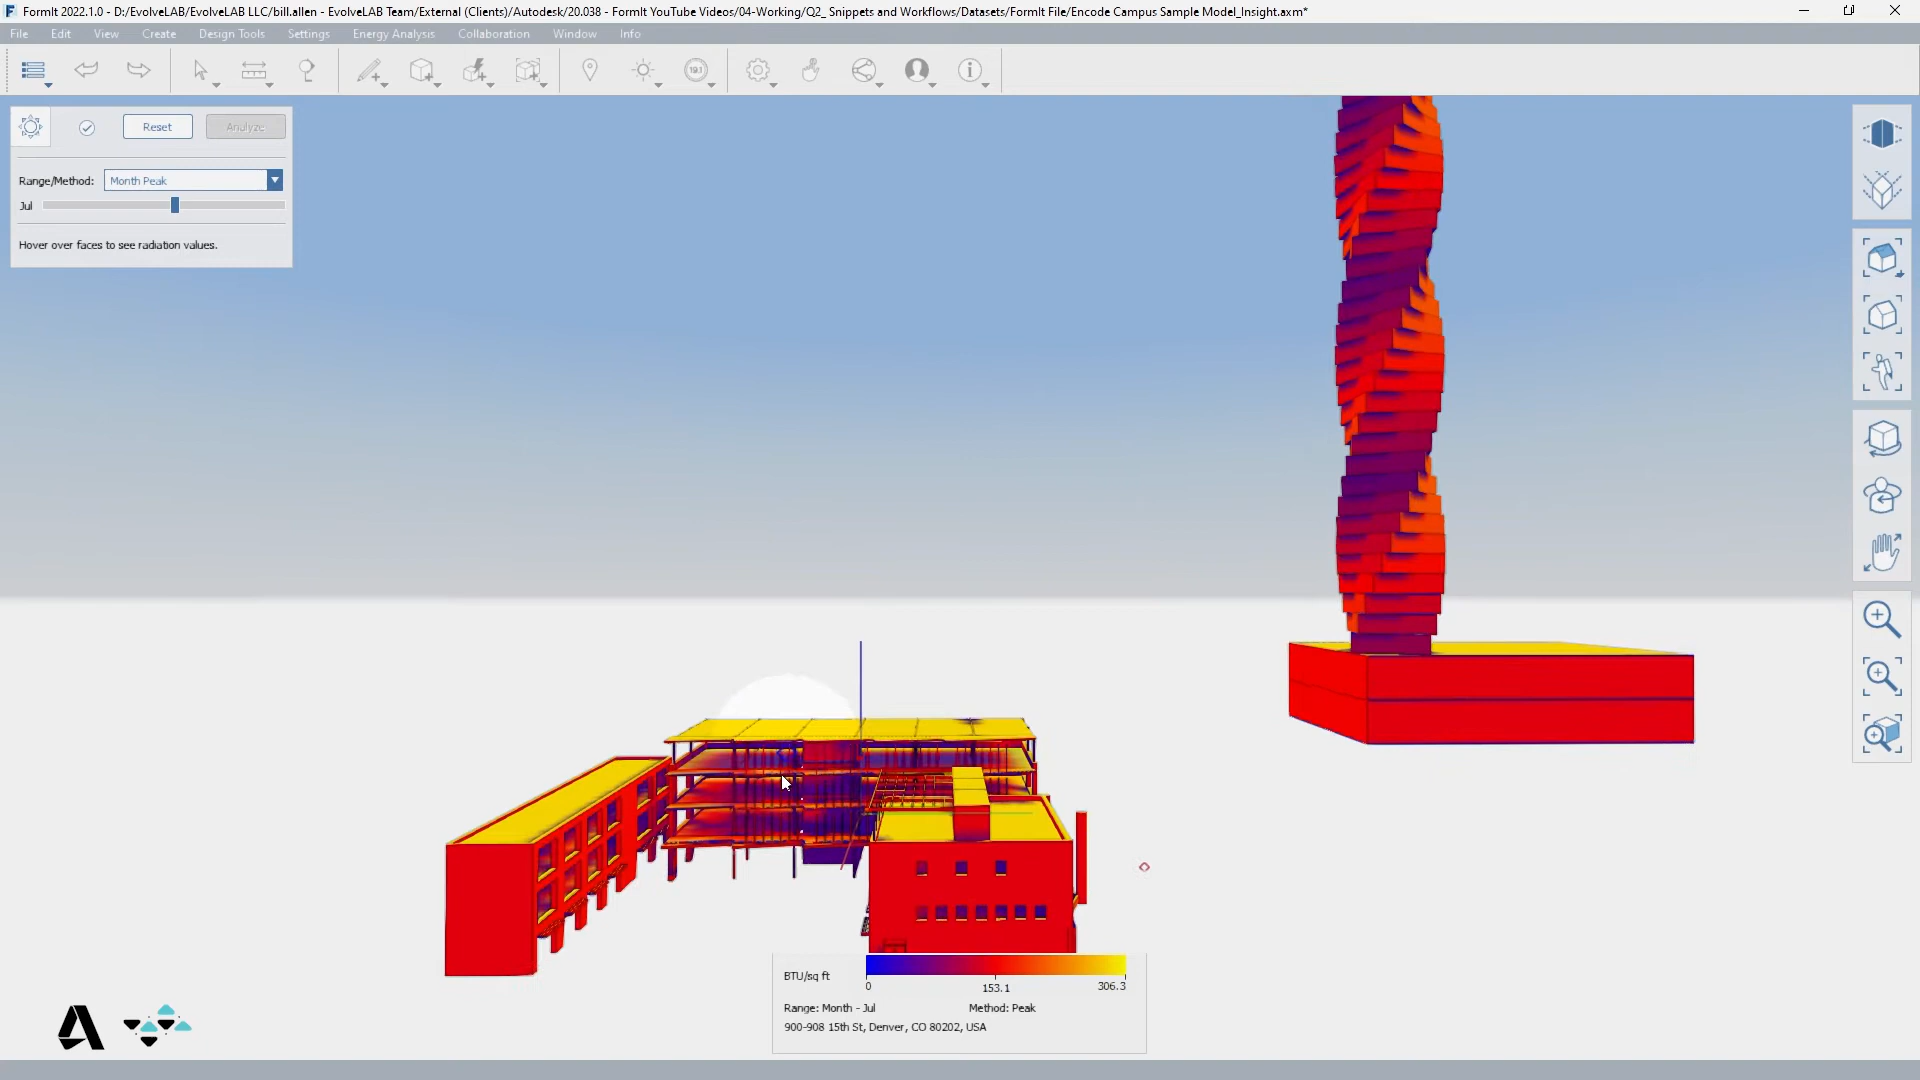 FormIt 2022.1.0 - D:/EvolveLAB/EvolveLAB LLC/bill.allen - EvolveLAB Team/External (Clients)/Autodesk/20.038 - FormIt YouTube Videos/04-Working/Q2_ Snippets and Workflows/Datasets/FormIt File/Encode Campus Sample Model_Insight.axm*
File Edit View Create Design Tools Settings Energy Analysis Collaboration Window Info
19.1
Reset Analyze
Range/Method: Month Peak
Jul
Hover over faces to see radiation values.
BTU/sq ft
0 153.1 306.3
Range: Month - Jul Method: Peak
900-908 15th St, Denver, CO 80202, USA